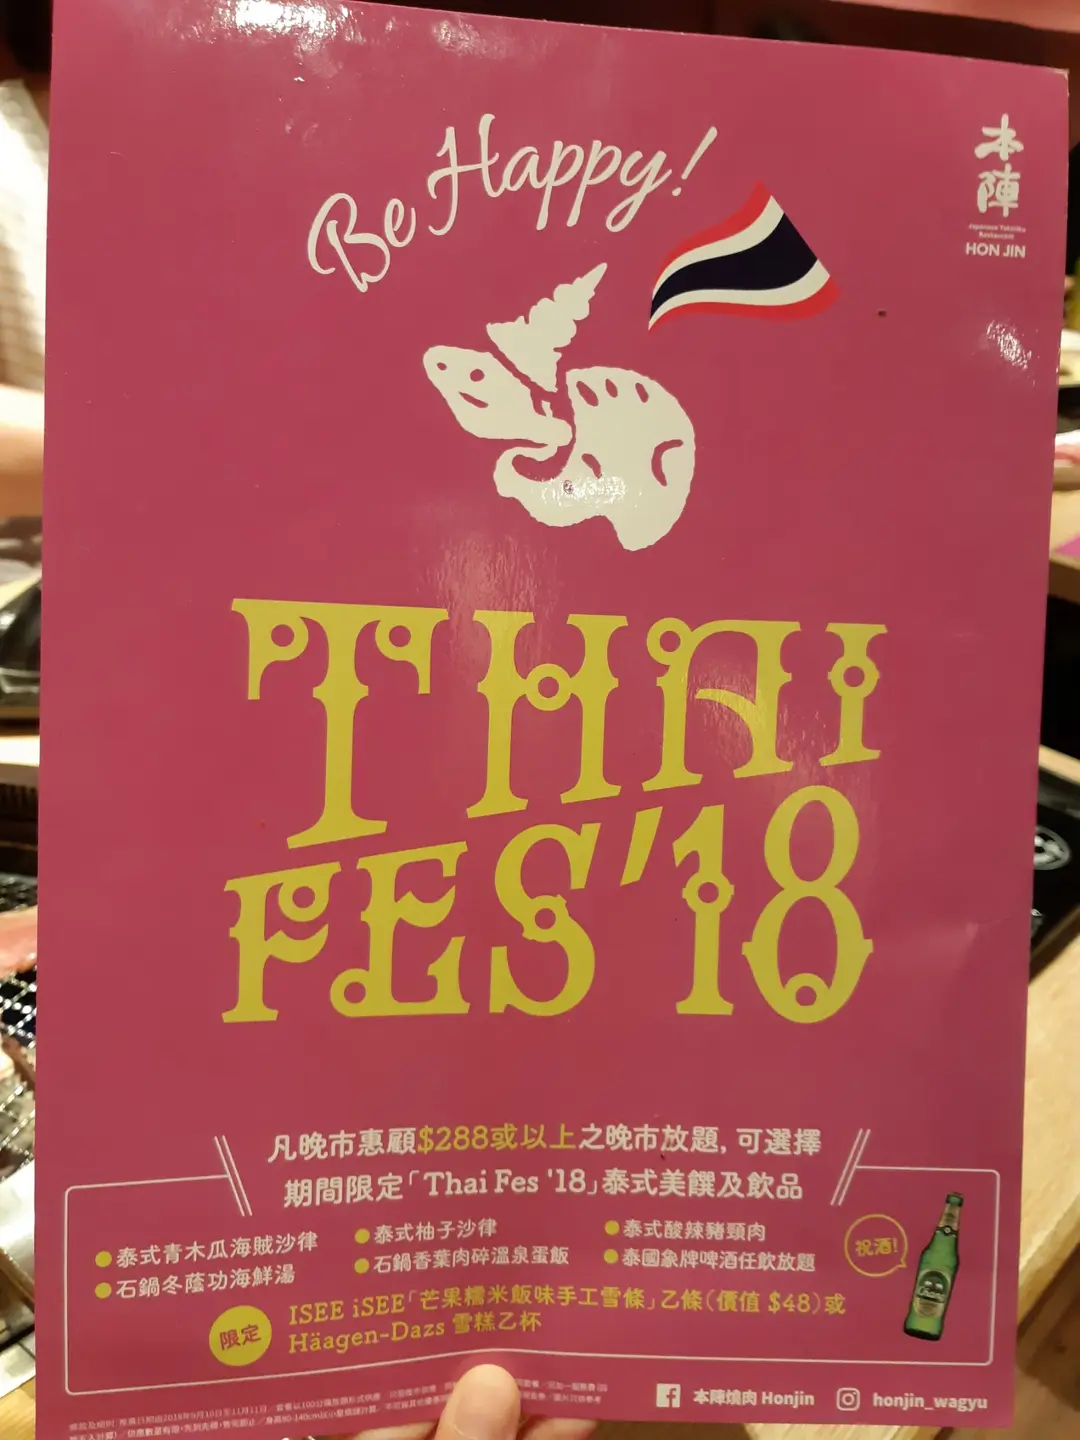 Be Happy!
本陣
Japanese Yakiniku
Restaurant
HON JIN
THAI
FES'18
凡晚市惠顧$288或以上之晚市放題, 可選擇
期間限定「Thai Fes '18」泰式美饌及飲品
●泰式青木瓜海賊沙律
●泰式柚子沙律
●泰式酸辣豬頸肉
●石鍋冬蔭功海鮮湯
●石鍋香葉肉碎溫泉蛋飯
●泰國象牌啤酒任飲放題
祝酒!
Chang
限定
ISEE iSEE「芒果糯米飯味手工雪條」乙條(價值 $48)或
Häagen-Dazs 雪糕乙杯
本陣燒肉 Honjin
honjin_wagyu